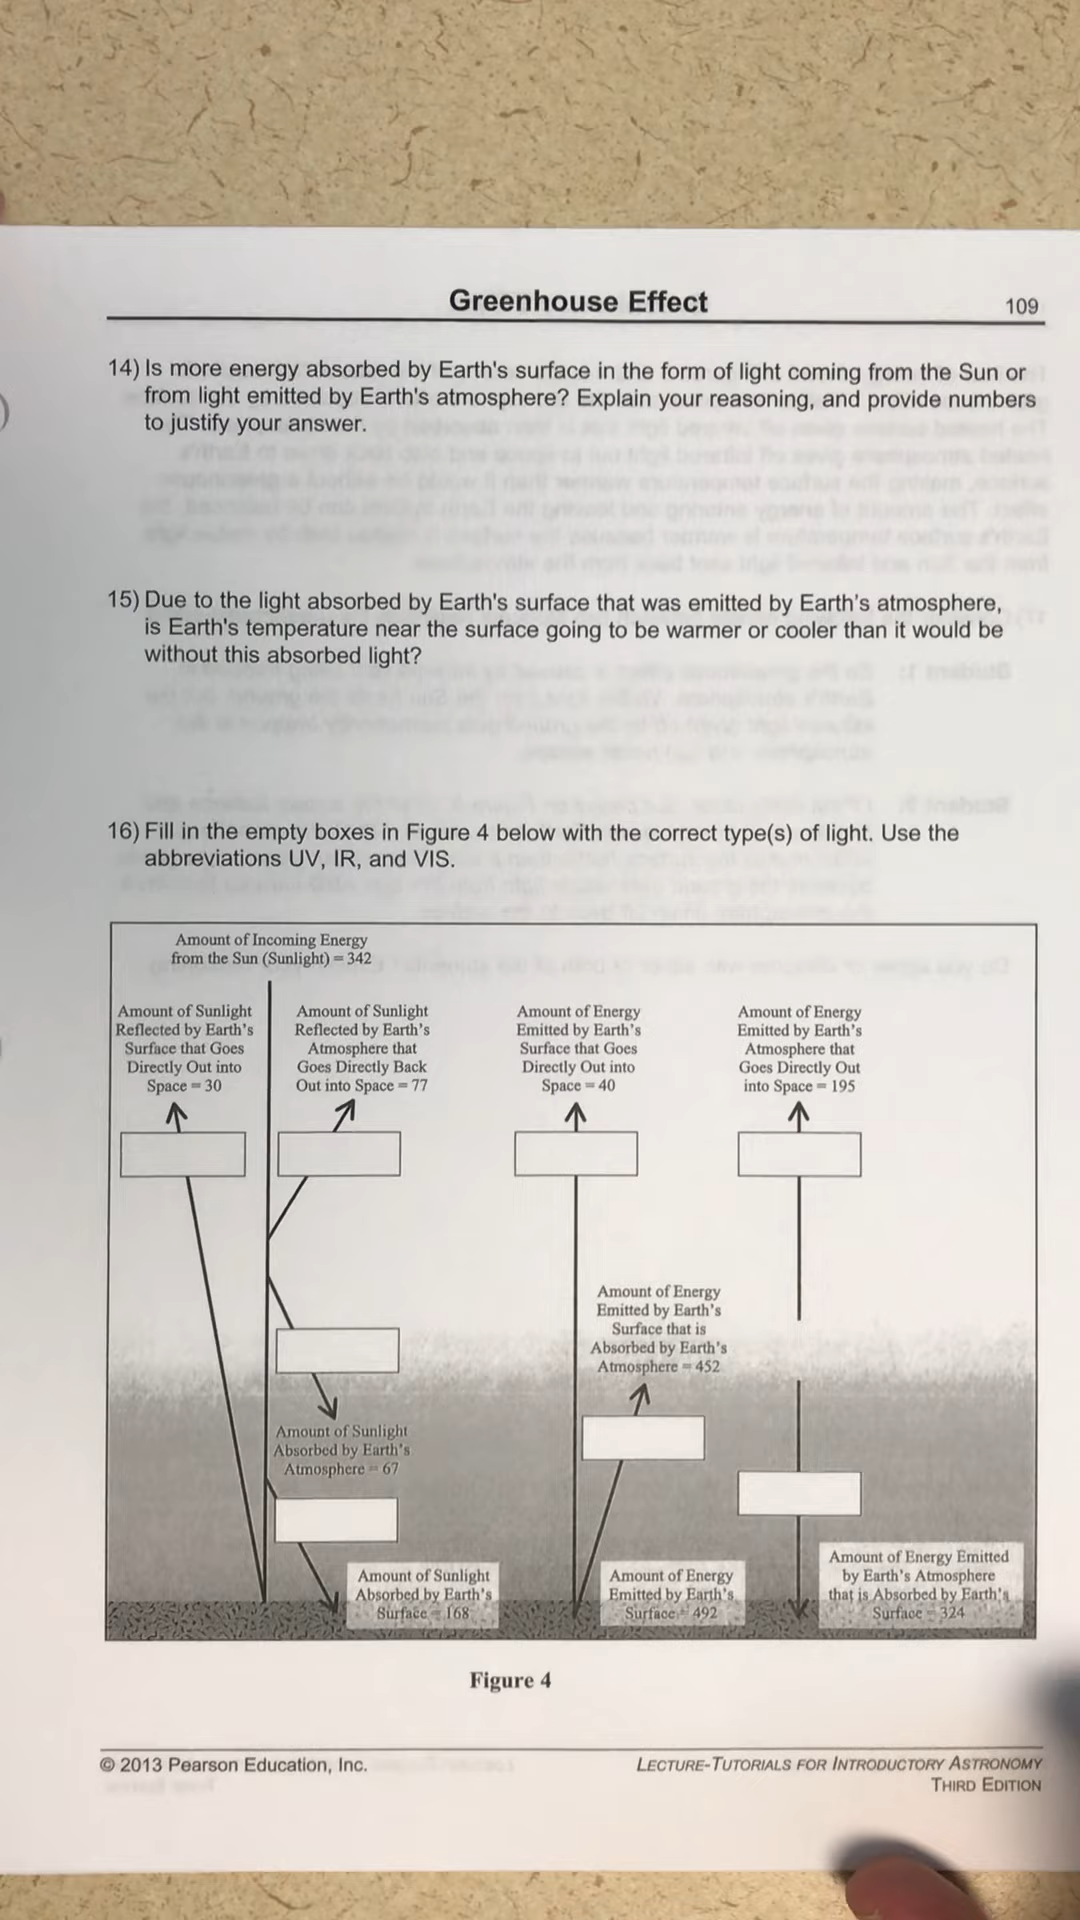 Greenhouse Effect
109
14) Is more energy absorbed by Earth's surface in the form of light coming from the Sun or
from light emitted by Earth's atmosphere? Explain your reasoning, and provide numbers
to justify your answer.
15) Due to the light absorbed by Earth's surface that was emitted by Earth's atmosphere,
is Earth's temperature near the surface going to be warmer or cooler than it would be
without this absorbed light?
16) Fill in the empty boxes in Figure 4 below with the correct type(s) of light. Use the
abbreviations UV, IR, and VIS.
Amount of Incoming Energy
from the Sun (Sunlight) = 342
Amount of Sunlight
Reflected by Earth's
Surface that Goes
Directly Out into
Space = 30
Amount of Sunlight
Reflected by Earth's
Atmosphere that
Goes Directly Back
Out into Space = 77
Amount of Energy
Emitted by Earth's
Surface that Goes
Directly Out into
Space = 40
Amount of Energy
Emitted by Earth's
Atmosphere that
Goes Directly Out
into Space = 195
Amount of Energy
Emitted by Earth's
Surface that is
Absorbed by Earth's
Atmosphere = 452
Amount of Sunlight
Absorbed by Earth's
Atmosphere = 67
Amount of Sunlight
Absorbed by Earth's
Surface = 168
Amount of Energy
Emitted by Earth's
Surface = 492
Amount of Energy Emitted
by Earth's Atmosphere
that is Absorbed by Earth's
Surface = 324
Figure 4
© 2013 Pearson Education, Inc.
LECTURE-TUTORIALS FOR INTRODUCTORY ASTRONOMY
THIRD EDITION